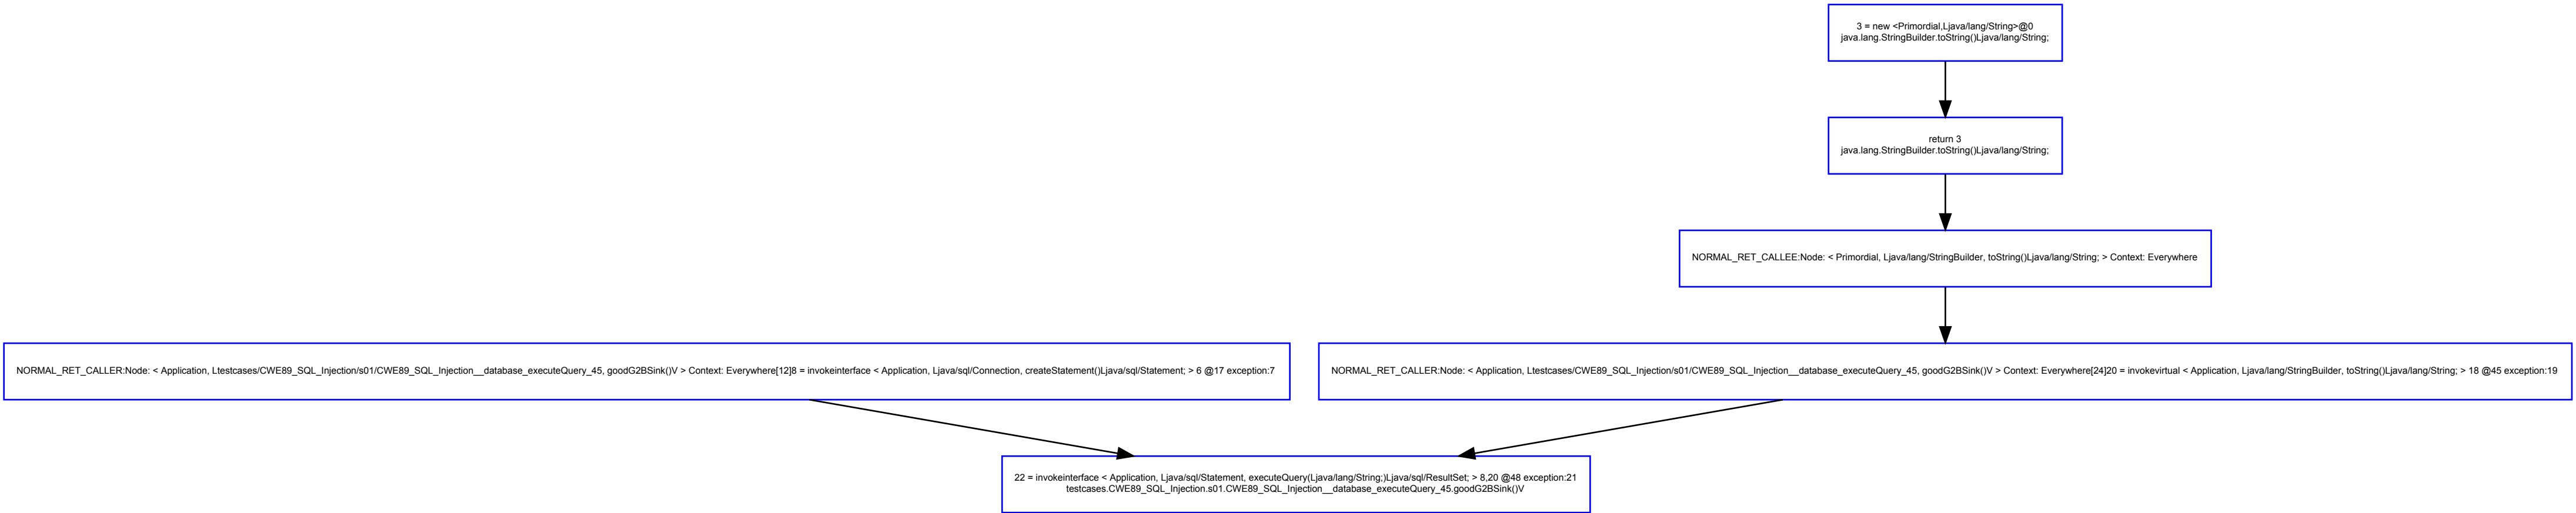 3 = new <Primordial,Ljava/lang/String>@0
java.lang.StringBuilder.toString()Ljava/lang/String;
return 3
java.lang.StringBuilder.toString()Ljava/lang/String;
NORMAL_RET_CALLEE:Node: < Primordial, Ljava/lang/StringBuilder, toString()Ljava/lang/String; > Context: Everywhere
NORMAL_RET_CALLER:Node: < Application, Ltestcases/CWE89_SQL_Injection/s01/CWE89_SQL_Injection__database_executeQuery_45, goodG2BSink()V > Context: Everywhere[12]8 = invokeinterface < Application, Ljava/sql/Connection, createStatement()Ljava/sql/Statement; > 6 @17 exception:7
NORMAL_RET_CALLER:Node: < Application, Ltestcases/CWE89_SQL_Injection/s01/CWE89_SQL_Injection__database_executeQuery_45, goodG2BSink()V > Context: Everywhere[24]20 = invokevirtual < Application, Ljava/lang/StringBuilder, toString()Ljava/lang/String; > 18 @45 exception:19
22 = invokeinterface < Application, Ljava/sql/Statement, executeQuery(Ljava/lang/String;)Ljava/sql/ResultSet; > 8,20 @48 exception:21
testcases.CWE89_SQL_Injection.s01.CWE89_SQL_Injection__database_executeQuery_45.goodG2BSink()V